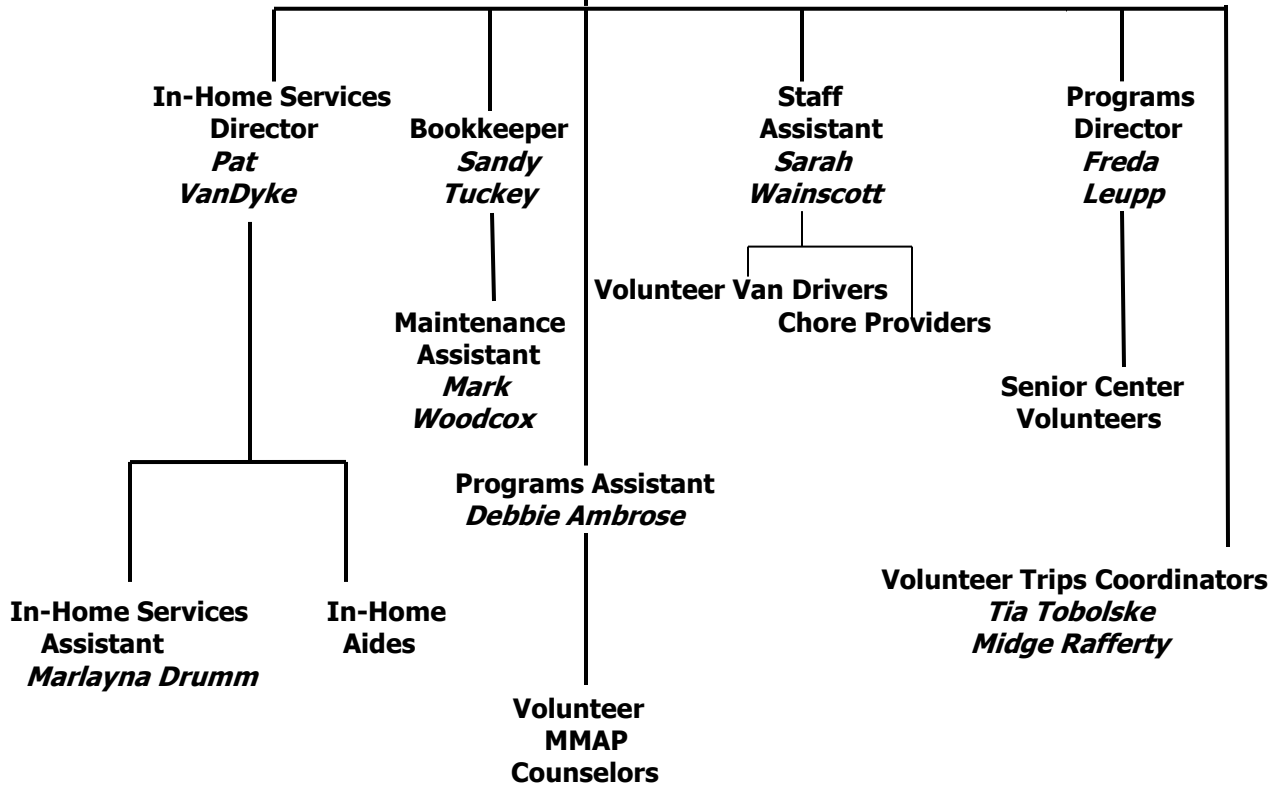 In-Home Services
Director
Pat
VanDyke
Bookkeeper
Sandy
Tuckey
Staff
Assistant
Sarah
Wainscott
Programs
Director
Freda
Leupp
Volunteer Van Drivers
Chore Providers
Maintenance
Assistant
Mark
Woodcox
Senior Center
Volunteers
Programs Assistant
Debbie Ambrose
In-Home Services
Assistant
Marlayna Drumm
In-Home
Aides
Volunteer Trips Coordinators
Tia Tobolske
Midge Rafferty
Volunteer
MMAP
Counselors